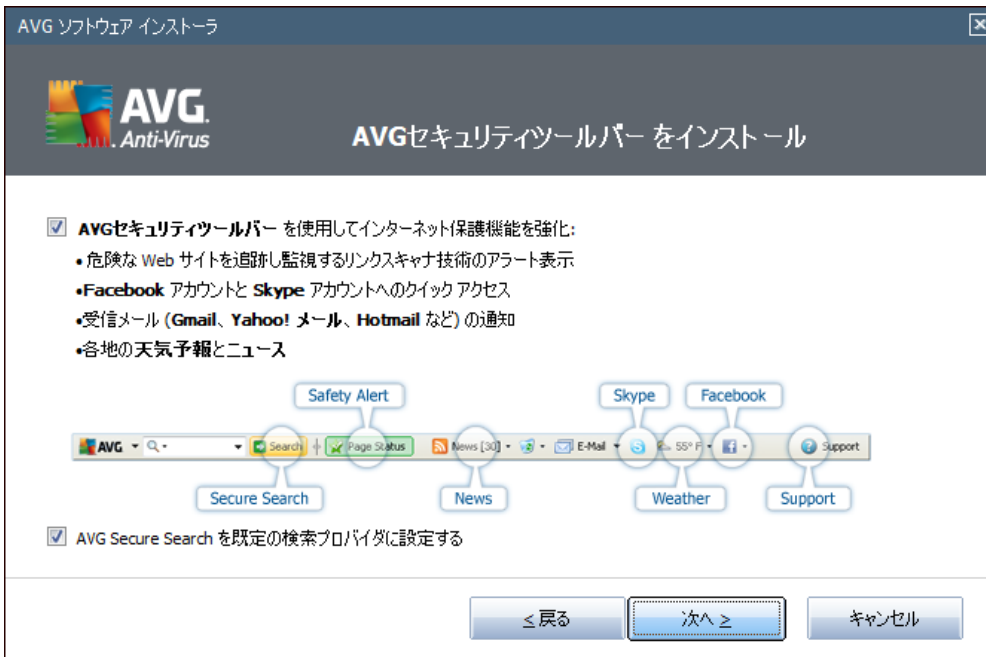 AVG ソフトウェア インストーラ
AVG.
Anti-Virus
AVGセキュリティツールバー をインストール
AVGセキュリティツールバー を使用してインターネット保護機能を強化:
•危険な Web サイトを追跡し監視するリンクスキャナ技術のアラート表示
•Facebook アカウントと Skype アカウントへのクイック アクセス
•受信メール (Gmail、Yahoo! メール、Hotmail など) の通知
•各地の天気予報とニュース
Safety Alert
Skype
Facebook
AVG
Search
Page Status
News [30]
E-Mail
55° F
Support
Secure Search
News
Weather
Support
AVG Secure Search を既定の検索プロバイダに設定する
≤ 戻る
次へ ≥
キャンセル